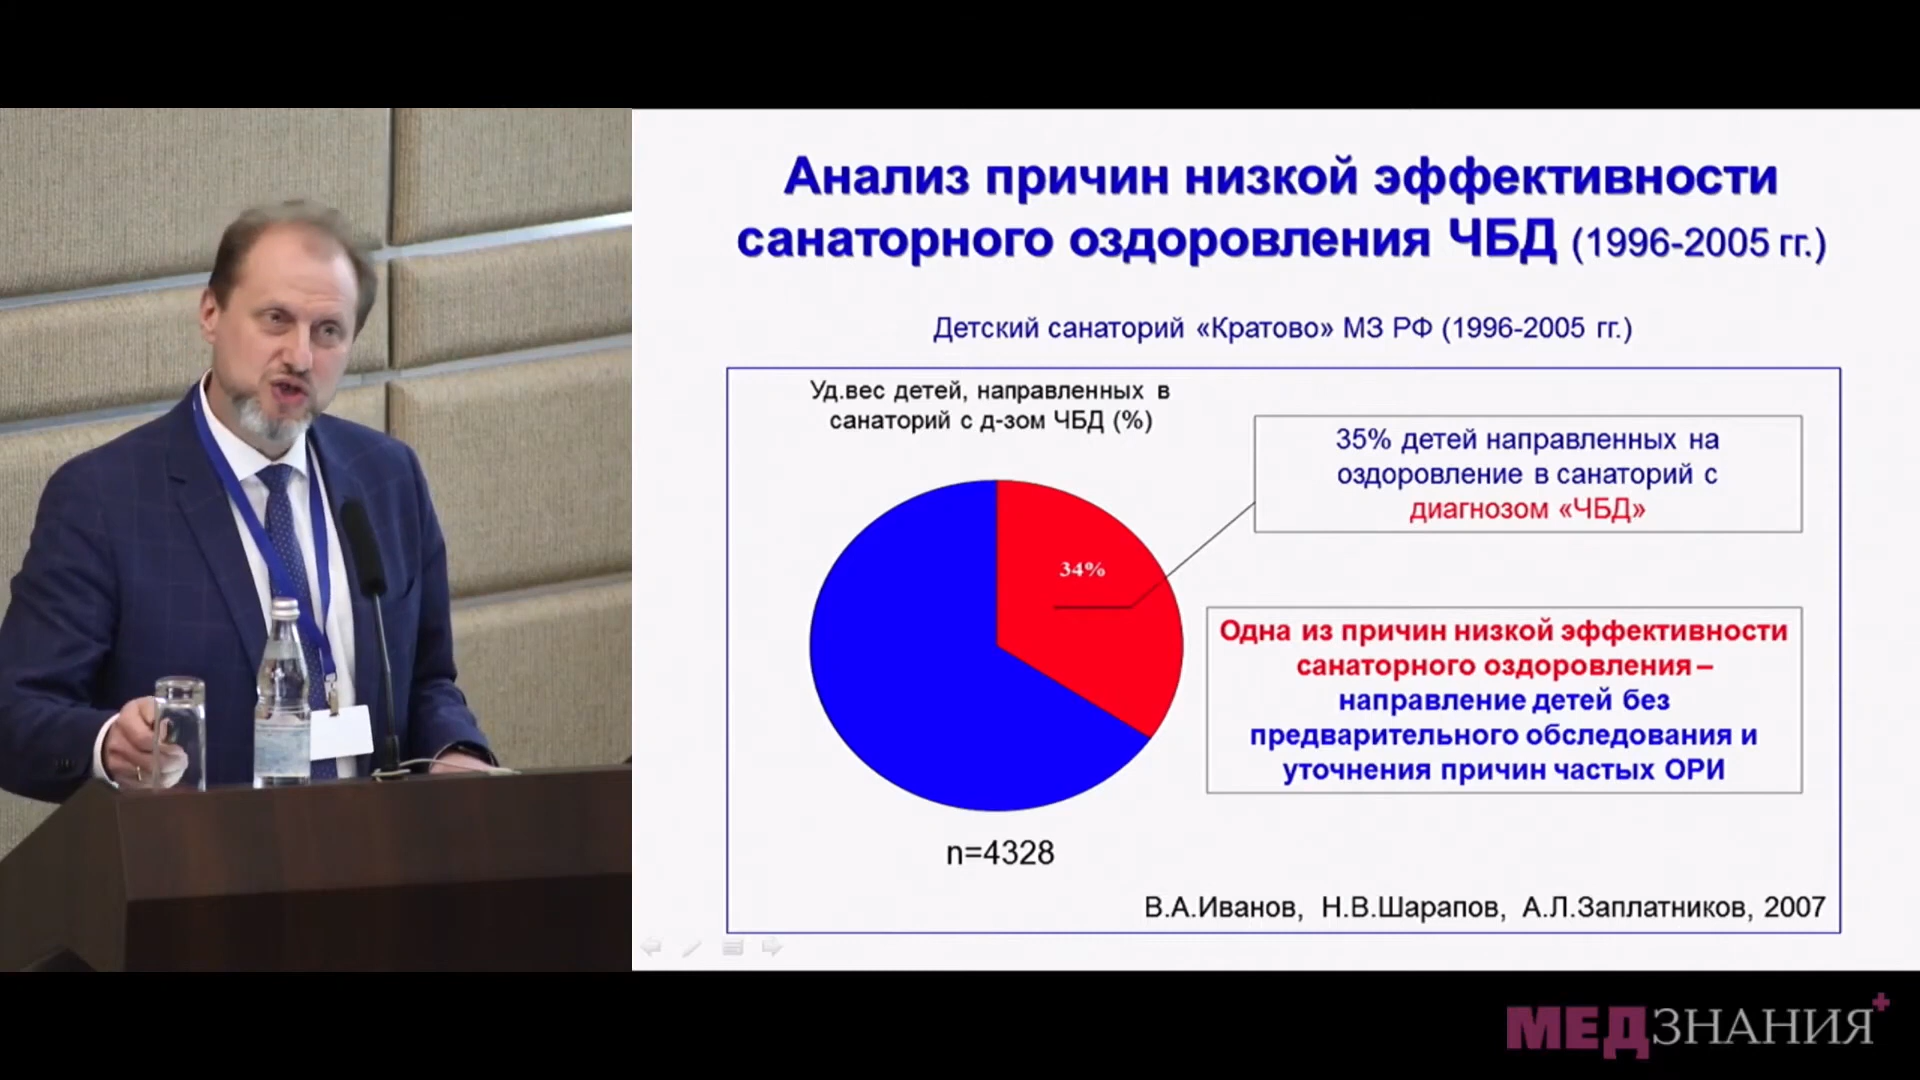 Анализ причин низкой эффективности
санаторного оздоровления ЧБД (1996-2005 гг.)
Детский санаторий «Кратово» МЗ РФ (1996-2005 гг.)
Уд.вес детей, направленных в
санаторий с д-зом ЧБД (%)
34%
n=4328
35% детей направленных на
оздоровление в санаторий с
диагнозом «ЧБД»
Одна из причин низкой эффективности
санаторного оздоровления –
направление детей без
предварительного обследования и
уточнения причин частых ОРИ
В.А.Иванов, Н.В.Шарапов, А.Л.Заплатников, 2007
МЕДЗНАНИЯ+